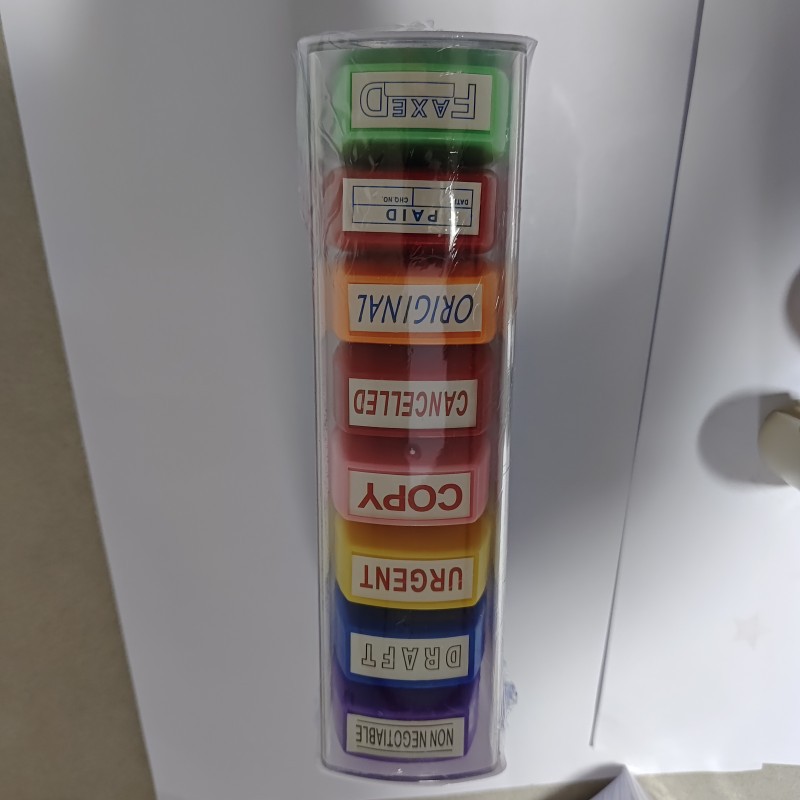 NON NEGOTIABLE
DRAFT
URGENT
COPY
CANCELLED
ORIGINAL
PAID
DATE CHQ NO.
FAXED